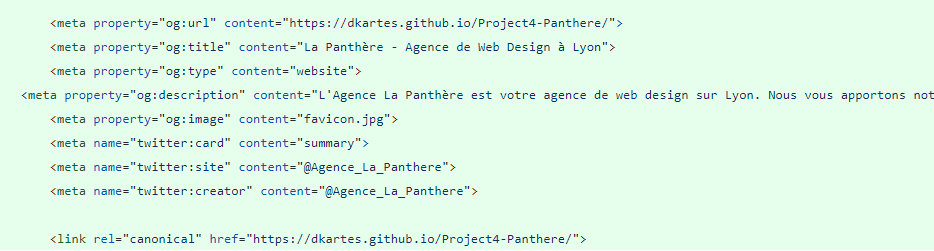 <meta property="og:url" content="https://dkartes.github.io/Project4-Panthere/">
<meta property="og:title" content="La Panthère - Agence de Web Design à Lyon">
<meta property="og:type" content="website">
<meta property="og:description" content="L'Agence La Panthère est votre agence de web design sur Lyon. Nous vous apportons not
<meta property="og:image" content="favicon.jpg">
<meta name="twitter:card" content="summary">
<meta name="twitter:site" content="@Agence_La_Panthere">
<meta name="twitter:creator" content="@Agence_La_Panthere">
<link rel="canonical" href="https://dkartes.github.io/Project4-Panthere/">